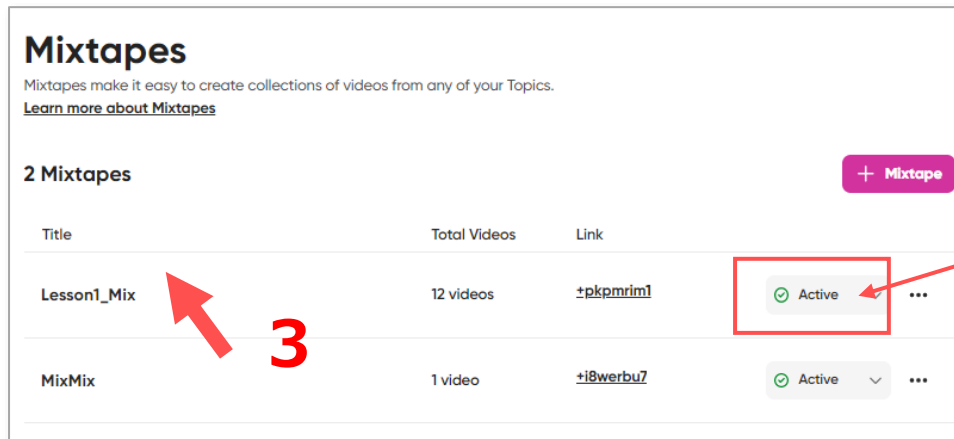 Mixtapes
Mixtapes make it easy to create collections of videos from any of your Topics.
Learn more about Mixtapes
2 Mixtapes
+ Mixtape
Title Total Videos Link
Lesson1_Mix 12 videos +pkpmrim1 Active •••
3
MixMix 1 video +i8werbu7 Active •••